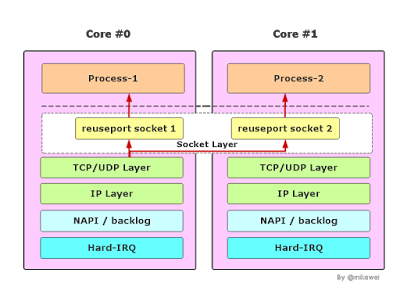 Core #0 Core #1
Process-1 Process-2
reuseport socket 1 reuseport socket 2
Socket Layer
TCP/UDP Layer TCP/UDP Layer
IP Layer IP Layer
NAPI / backlog NAPI / backlog
Hard-IRQ Hard-IRQ
By @mikewei